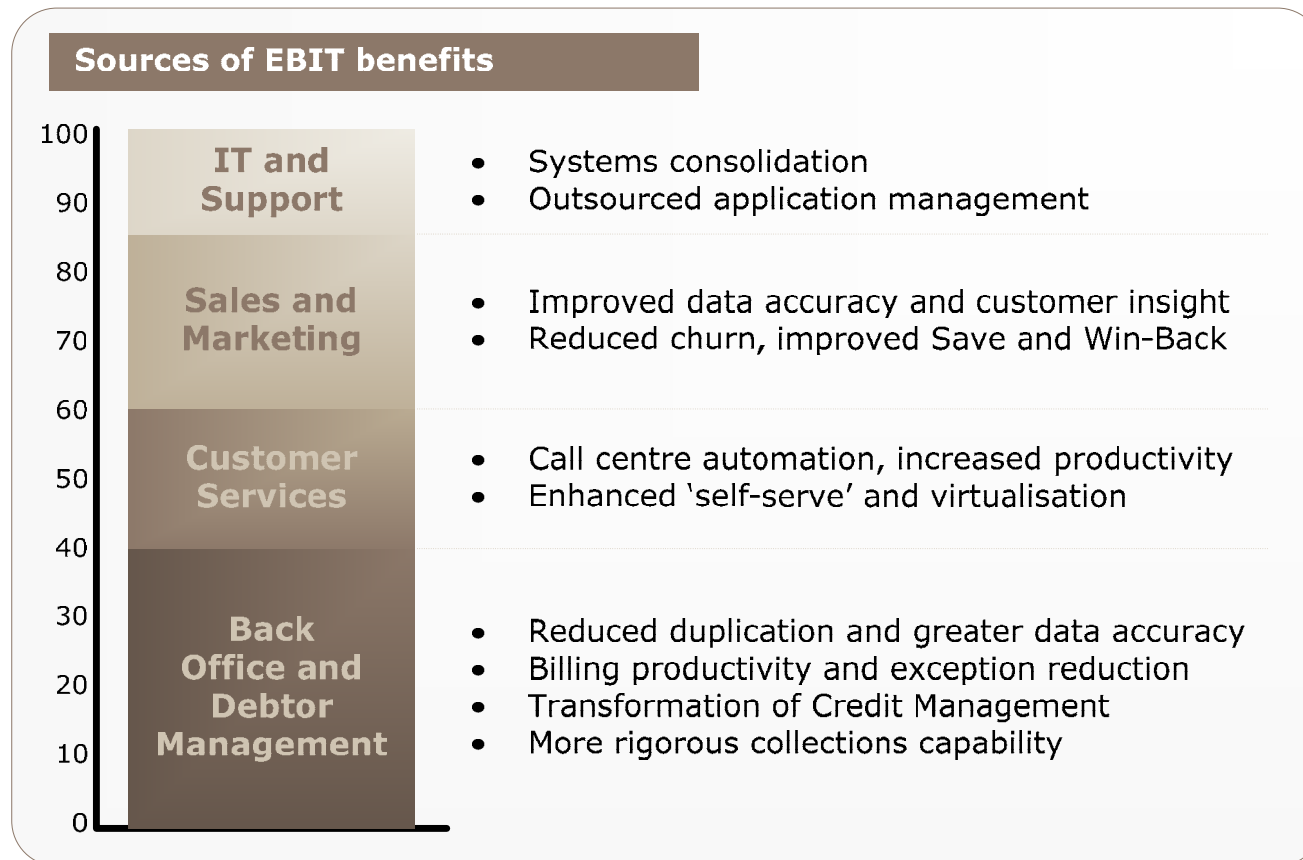 Sources of EBIT benefits
100
90
80
70
60
50
40
30
20
10
0
IT and
Support
• Systems consolidation
• Outsourced application management
Sales and
Marketing
• Improved data accuracy and customer insight
• Reduced churn, improved Save and Win-Back
Customer
Services
• Call centre automation, increased productivity
• Enhanced ‘self-serve’ and virtualisation
Back
Office and
Debtor
Management
• Reduced duplication and greater data accuracy
• Billing productivity and exception reduction
• Transformation of Credit Management
• More rigorous collections capability